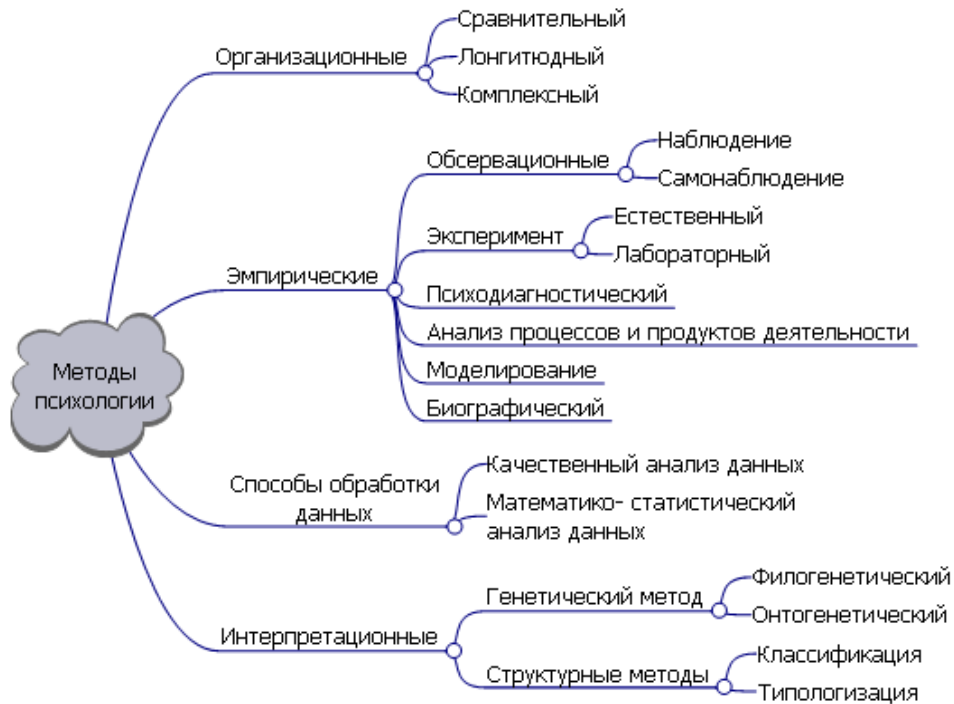 Методы
психологии
Организационные
Сравнительный
Лонгитюдный
Комплексный
Эмпирические
Обсервационные
Наблюдение
Самонаблюдение
Эксперимент
Естественный
Лабораторный
Психодиагностический
Анализ процессов и продуктов деятельности
Моделирование
Биографический
Способы обработки
данных
Качественный анализ данных
Математико- статистический
анализ данных
Интерпретационные
Генетический метод
Филогенетический
Онтогенетический
Структурные методы
Классификация
Типологизация